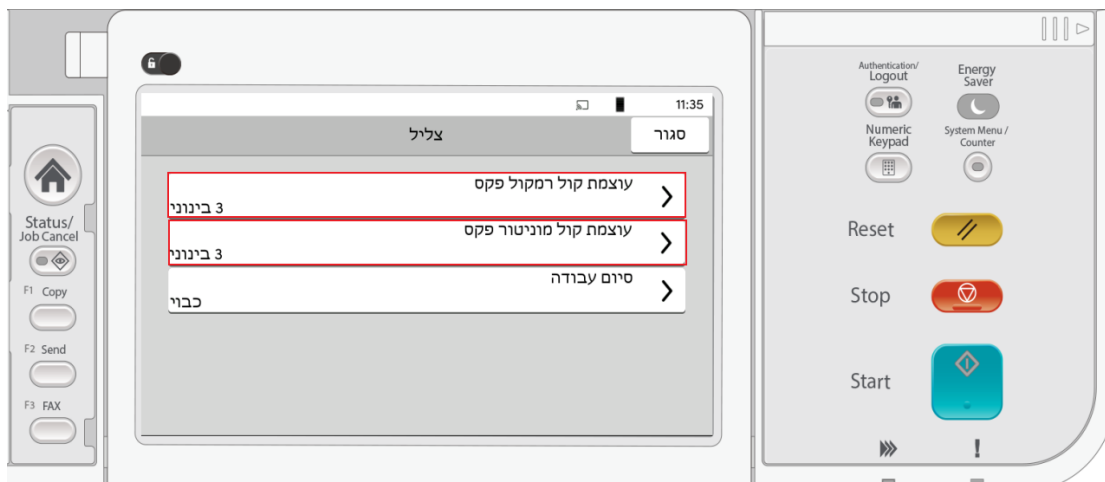 11:35
סגור
צליל
עוצמת קול רמקול פקס
3 בינוני
עוצמת קול מוניטור פקס
3 בינוני
סיום עבודה
כבוי
Status/
Job Cancel
F1 Copy
F2 Send
F3 FAX
Authentication/
Logout
Energy
Saver
Numeric
Keypad
System Menu /
Counter
Reset
Stop
Start